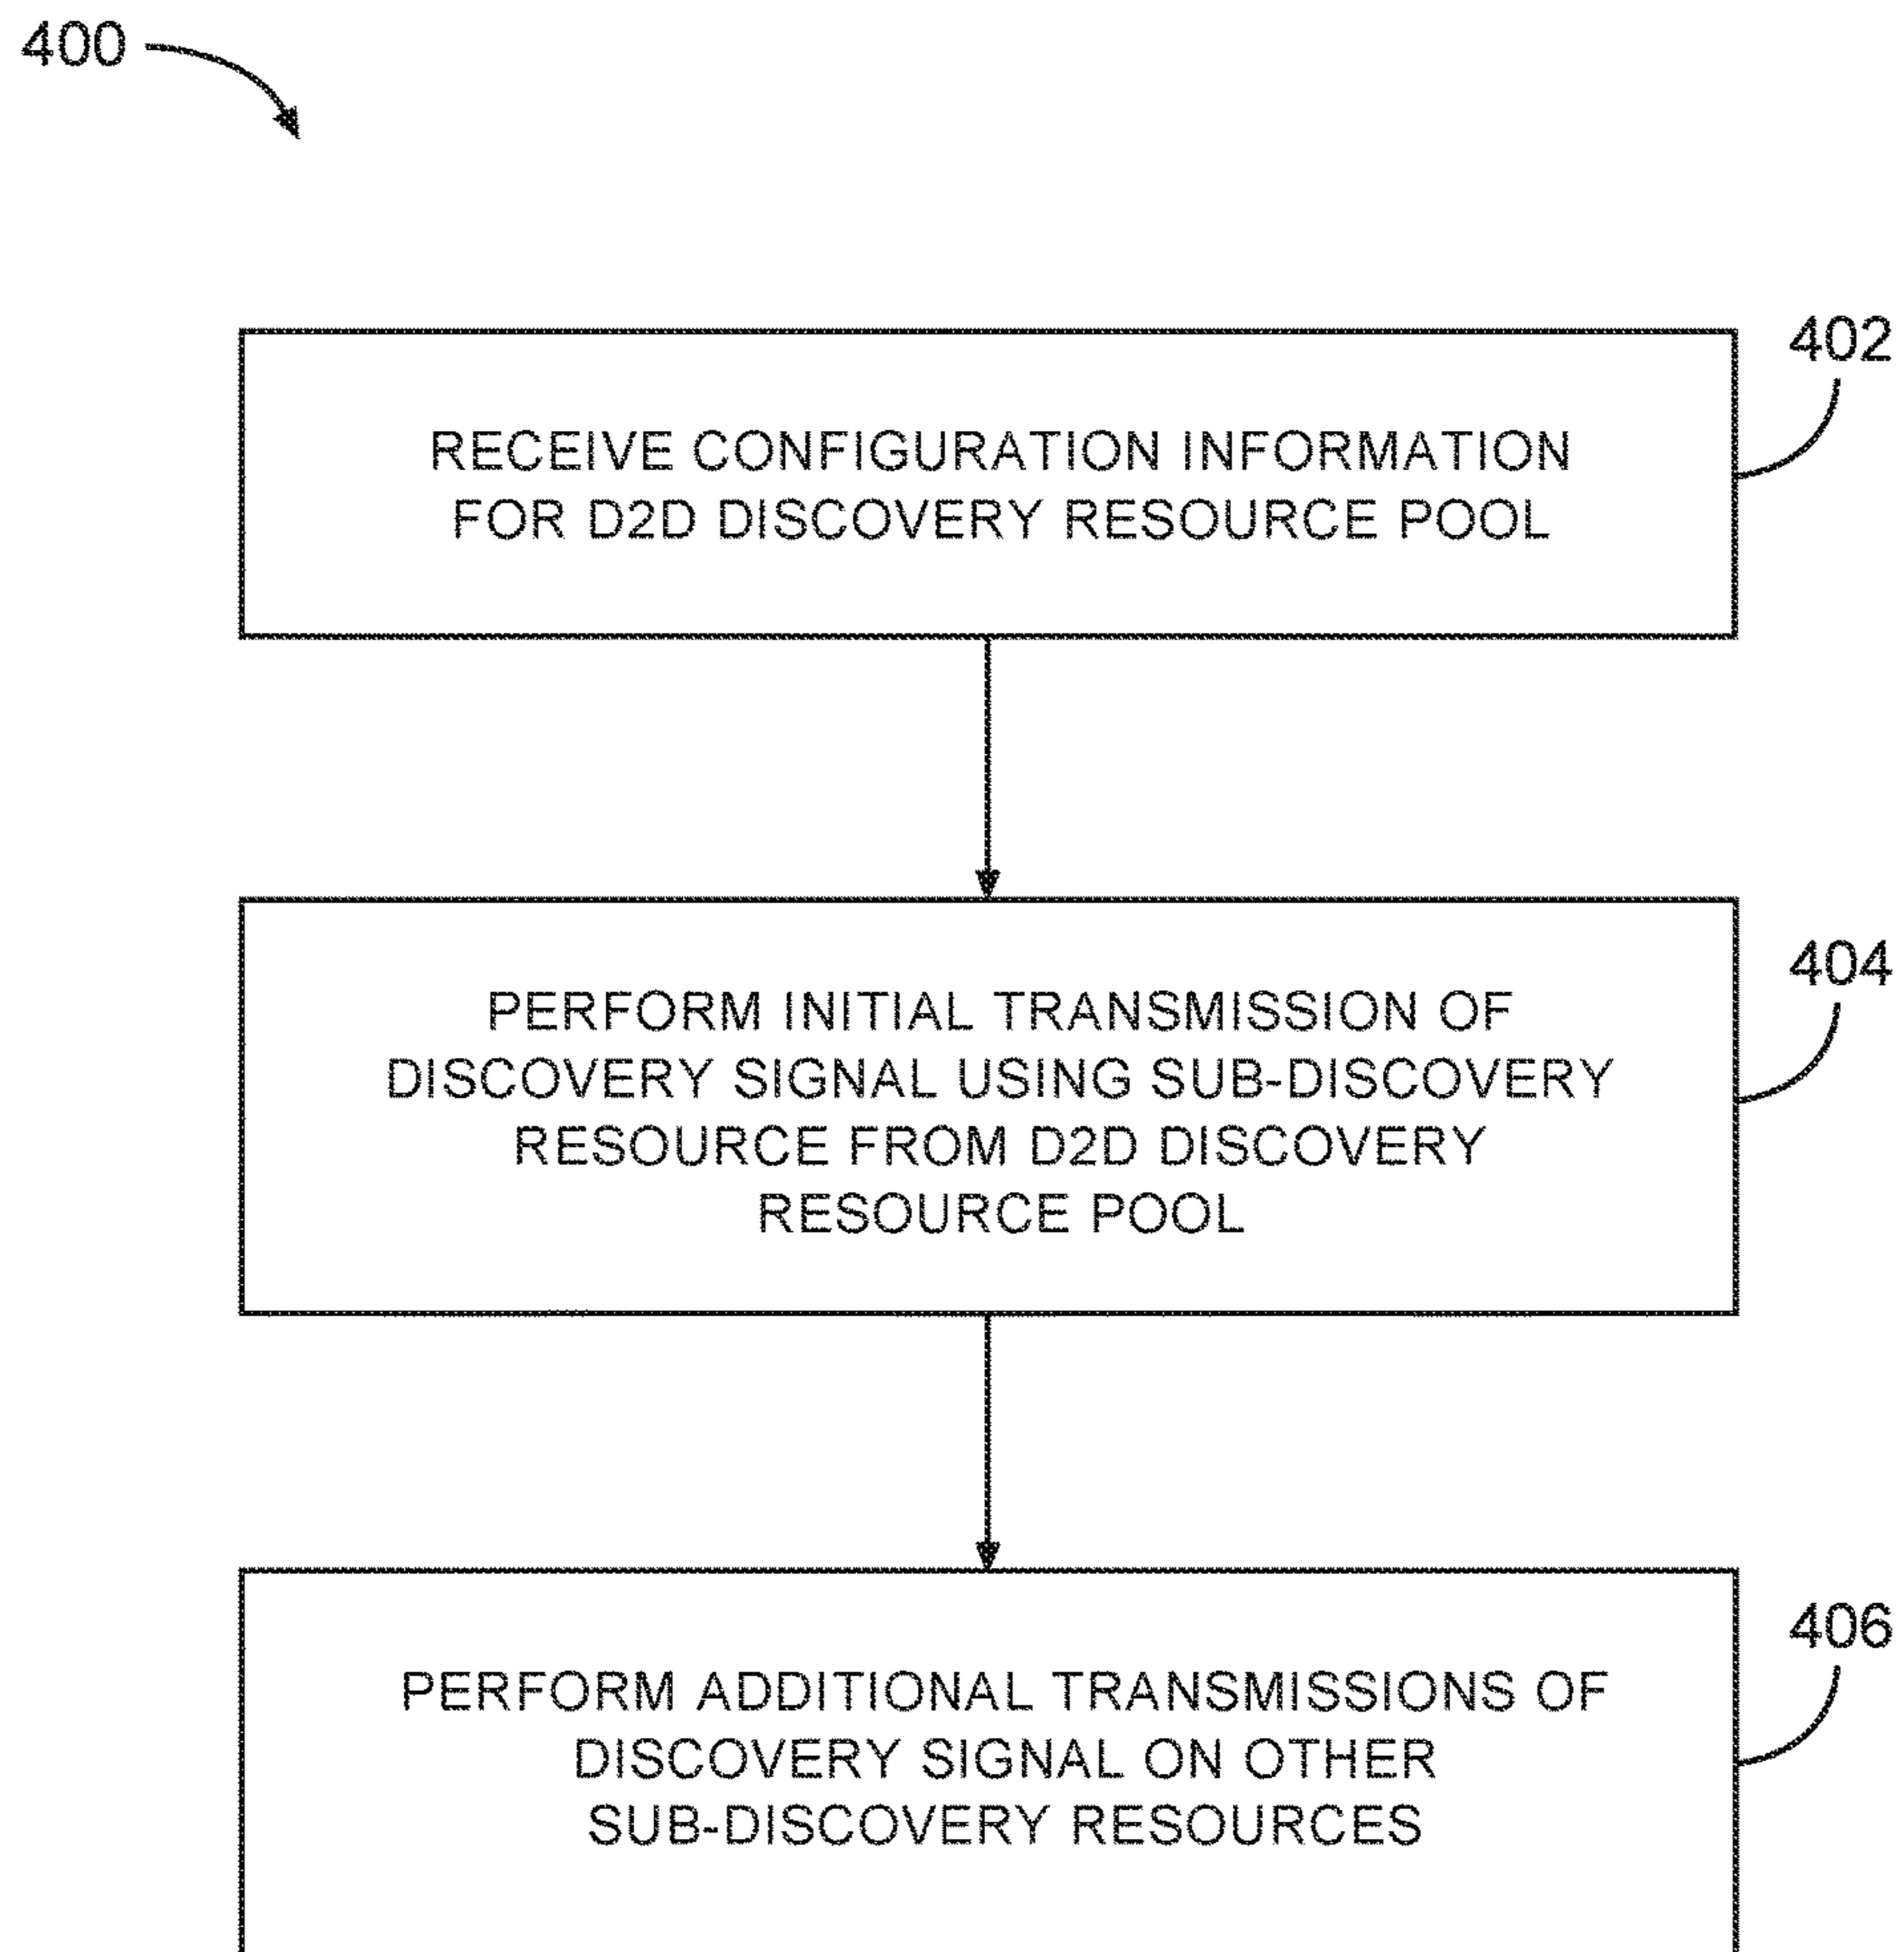 400
402
RECEIVE CONFIGURATION INFORMATION
FOR D2D DISCOVERY RESOURCE POOL
404
PERFORM INITIAL TRANSMISSION OF
DISCOVERY SIGNAL USING SUB-DISCOVERY
RESOURCE FROM D2D DISCOVERY
RESOURCE POOL
406
PERFORM ADDITIONAL TRANSMISSIONS OF
DISCOVERY SIGNAL ON OTHER
SUB-DISCOVERY RESOURCES